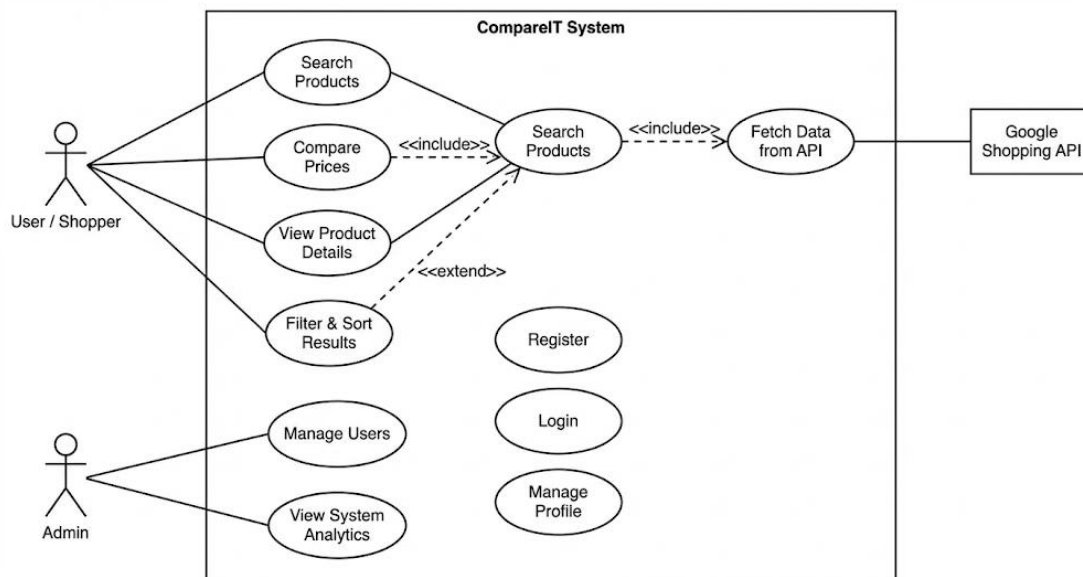 CompareIT System
Search
Products
Compare
Prices
<<include>>
Search
Products
<<include>>
Fetch Data
from API
Google
Shopping API
User / Shopper
View Product
Details
<<extend>>
Filter & Sort
Results
Register
Manage Users
Login
View System
Analytics
Manage
Profile
Admin